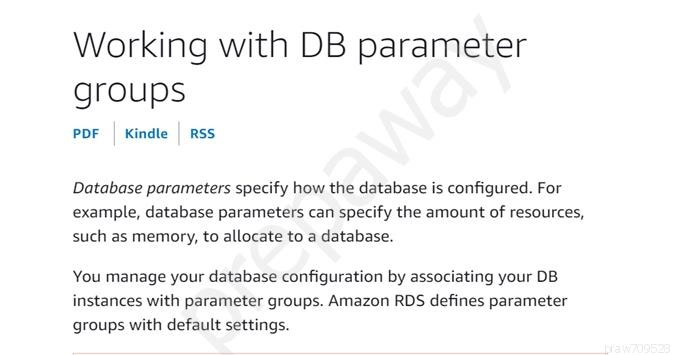 Working with DB parameter
groups
PDF Kindle RSS
Database parameters specify how the database is configured. For
example, database parameters can specify the amount of resources,
such as memory, to allocate to a database.
You manage your database configuration by associating your DB
instances with parameter groups. Amazon RDS defines parameter
groups with default settings.
prepaway
braw709523